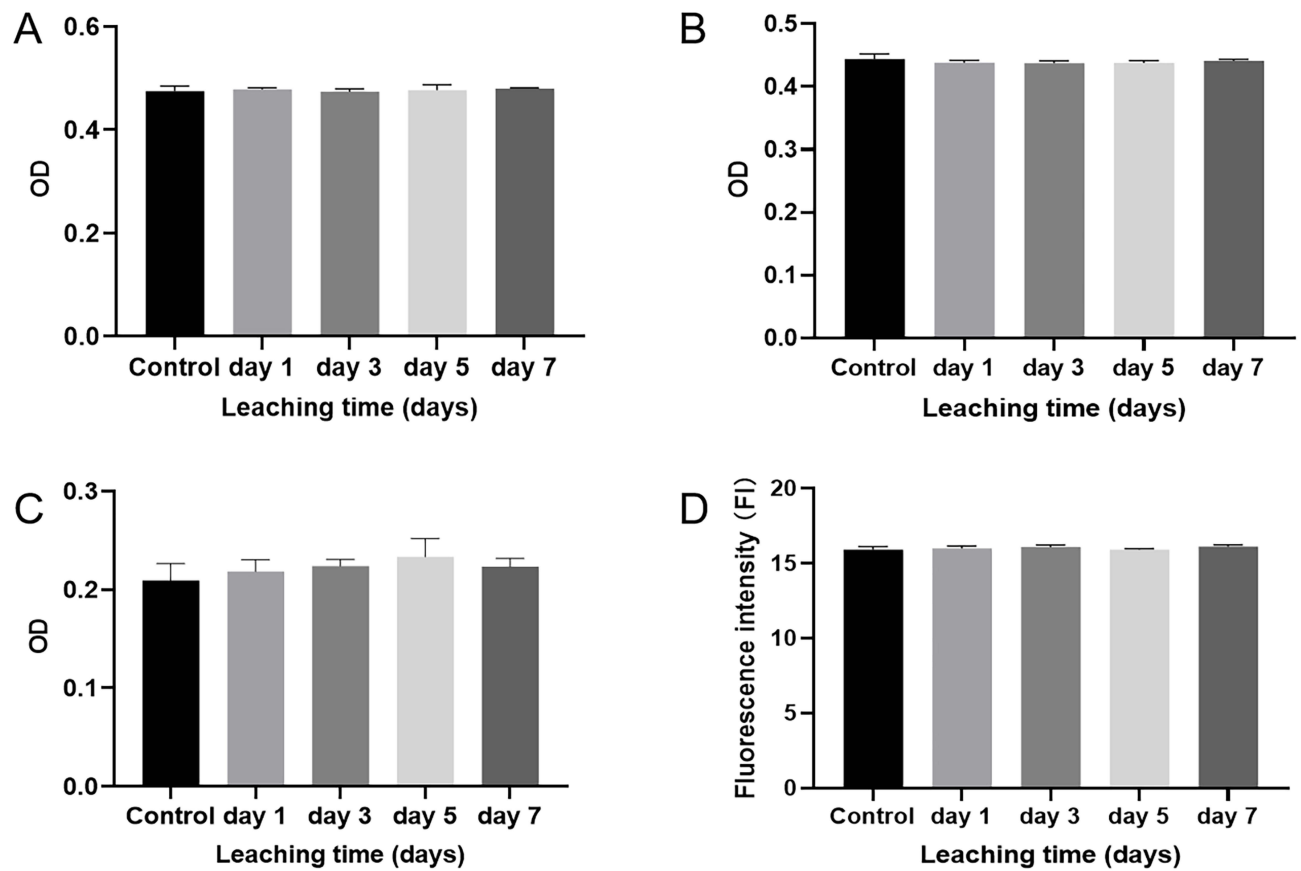 A
OD
0.6
0.4
0.2
0.0
Control day 1 day 3 day 5 day 7
Leaching time (days)
B
OD
0.5
0.4
0.3
0.2
0.1
0.0
Control day 1 day 3 day 5 day 7
Leaching time (days)
C
OD
0.3
0.2
0.1
0.0
Control day 1 day 3 day 5 day 7
Leaching time (days)
D
Fluorescence intensity（FI）
20
15
10
5
0
Control day 1 day 3 day 5 day 7
Leaching time (days)